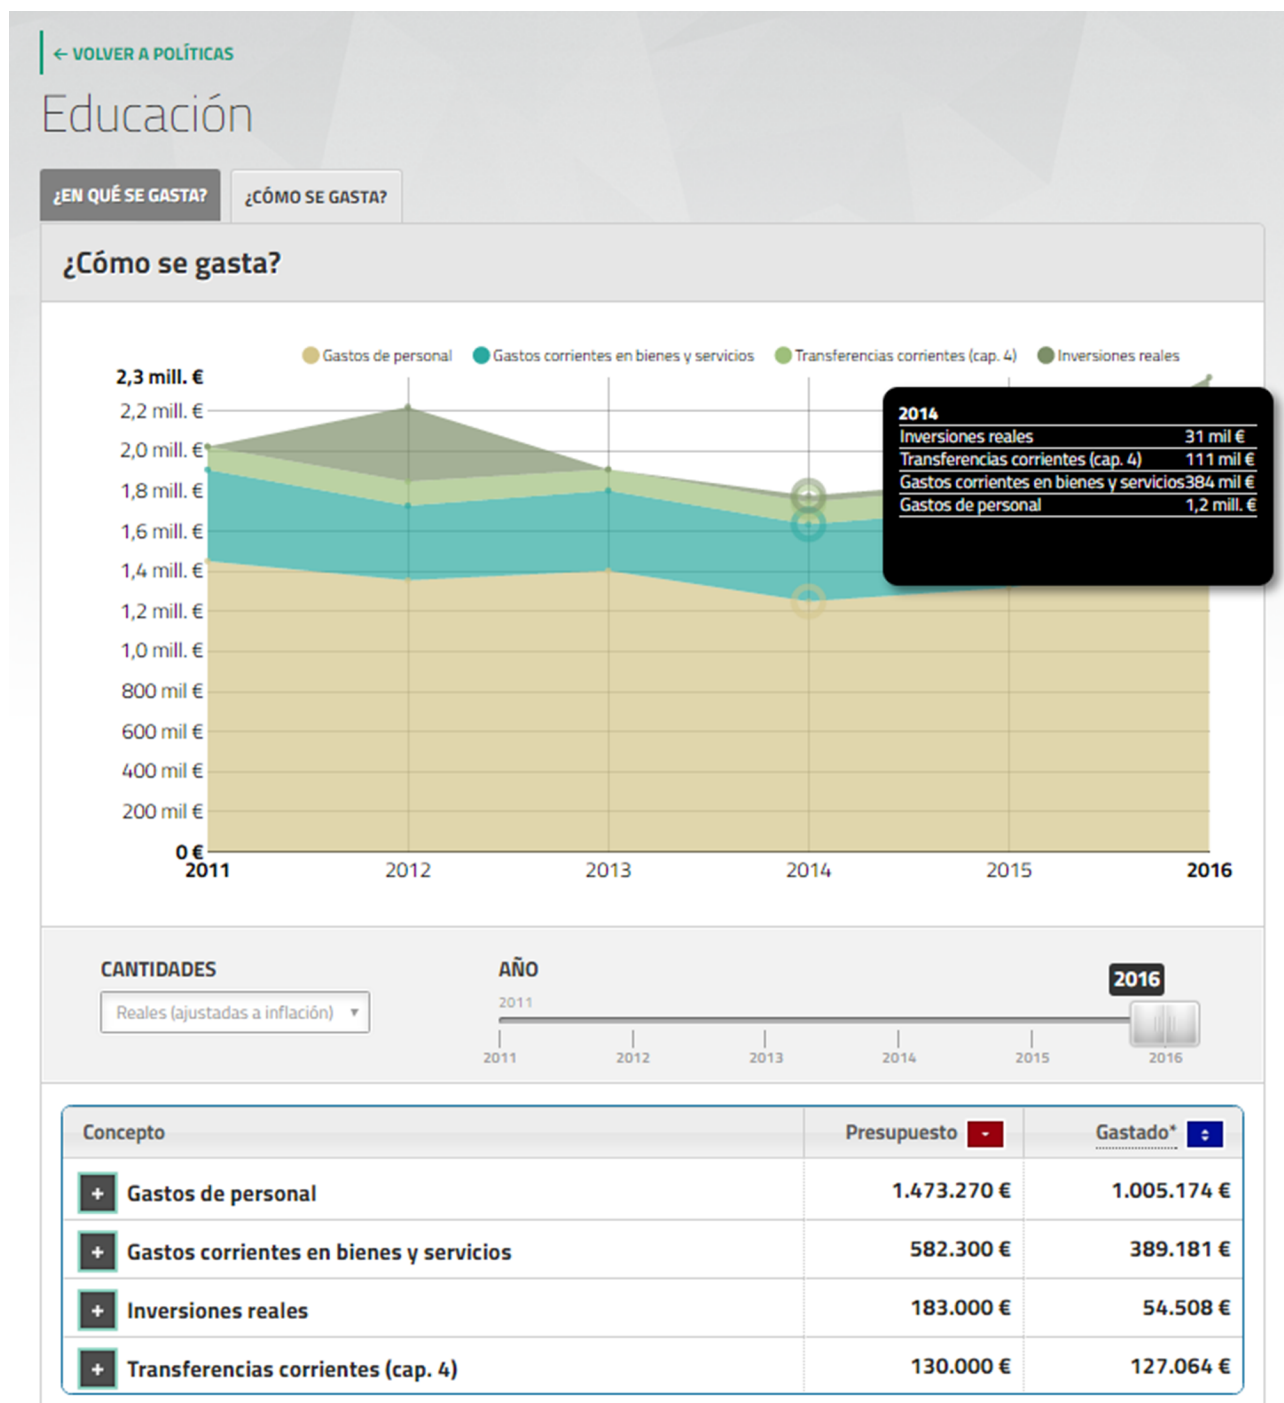 ← VOLVER A POLÍTICAS
Educación
¿EN QUÉ SE GASTA? ¿CÓMO SE GASTA?
¿Cómo se gasta?
Gastos de personal Gastos corrientes en bienes y servicios Transferencias corrientes (cap. 4) Inversiones reales
2,3 mill. €
2,2 mill. €
2,0 mill. €
1,8 mill. €
1,6 mill. €
1,4 mill. €
1,2 mill. €
1,0 mill. €
800 mil €
600 mil €
400 mil €
200 mil €
0 €
2014
Inversiones reales 31 mil €
Transferencias corrientes (cap. 4) 111 mil €
Gastos corrientes en bienes y servicios 384 mil €
Gastos de personal 1,2 mill. €
2011 2012 2013 2014 2015 2016
CANTIDADES
Reales (ajustadas a inflación)
AÑO
2016
2011
2011 2012 2013 2014 2015 2016
Concepto Presupuesto Gastado*
+ Gastos de personal 1.473.270 € 1.005.174 €
+ Gastos corrientes en bienes y servicios 582.300 € 389.181 €
+ Inversiones reales 183.000 € 54.508 €
+ Transferencias corrientes (cap. 4) 130.000 € 127.064 €